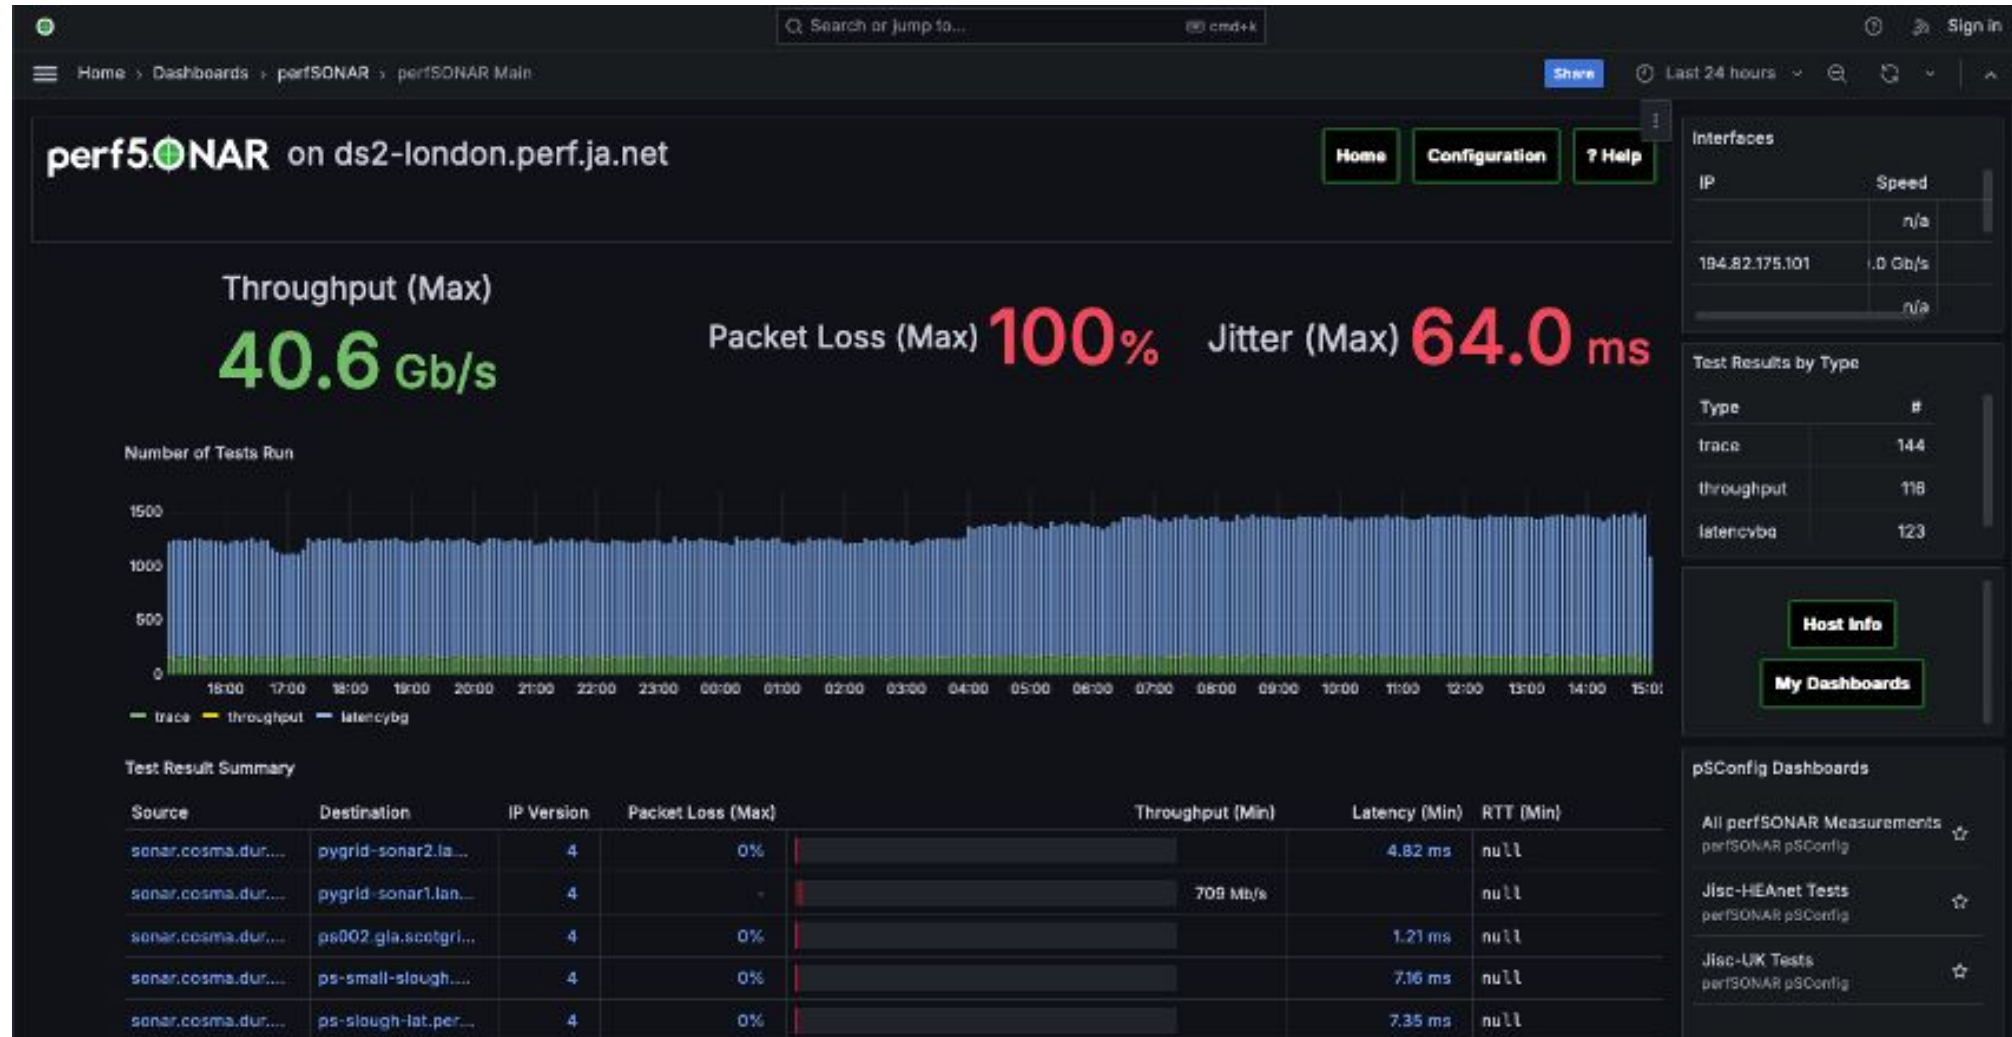 Search or jump to... cmd+k Sign in
Home › Dashboards › perfSONAR › perfSONAR Main Share Last 24 hours
perfS.ONAR on ds2-london.perf.ja.net Home Configuration ? Help
Throughput (Max)
40.6 Gb/s
Packet Loss (Max) 100%
Jitter (Max) 64.0 ms
Number of Tests Run
1500
1000
500
0
16:00 17:00 18:00 19:00 20:00 21:00 22:00 23:00 00:00 01:00 02:00 03:00 04:00 05:00 06:00 07:00 08:00 09:00 10:00 11:00 12:00 13:00 14:00 15:0
trace throughput latencybg
Test Result Summary
Source Destination IP Version Packet Loss (Max) Throughput (Min) Latency (Min) RTT (Min)
sonar.cosma.dur.... pygrid-sonar2.la... 4 0% 4.82 ms null
sonar.cosma.dur.... pygrid-sonar1.lan... 4 - 709 Mb/s null
sonar.cosma.dur.... ps002.gla.scotgri... 4 0% 1.21 ms null
sonar.cosma.dur.... ps-small-slough.... 4 0% 7.16 ms null
sonar.cosma.dur.... ps-slough-lat.per... 4 0% 7.35 ms null
Interfaces
IP Speed
n/a
194.82.175.101 .0 Gb/s
n/a
Test Results by Type
Type #
trace 144
throughput 116
latencybg 123
Host Info
My Dashboards
pSConfig Dashboards
All perfSONAR Measurements
perfSONAR pSConfig
Jisc-HEAnet Tests
perfSONAR pSConfig
Jisc-UK Tests
perfSONAR pSConfig